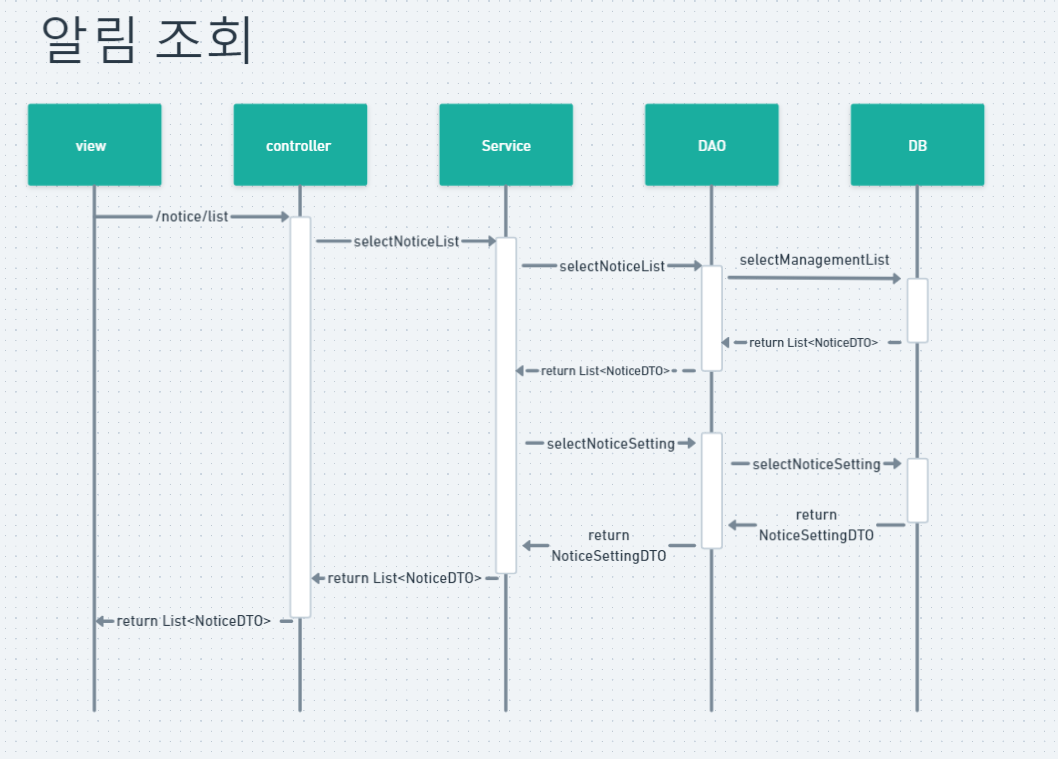 알림 조회
view
controller
Service
DAO
DB
/notice/list
selectNoticeList
selectNoticeList
selectManagementList
return List<NoticeDTO>
return List<NoticeDTO>
selectNoticeSetting
selectNoticeSetting
return
NoticeSettingDTO
return
NoticeSettingDTO
return List<NoticeDTO>
return List<NoticeDTO>